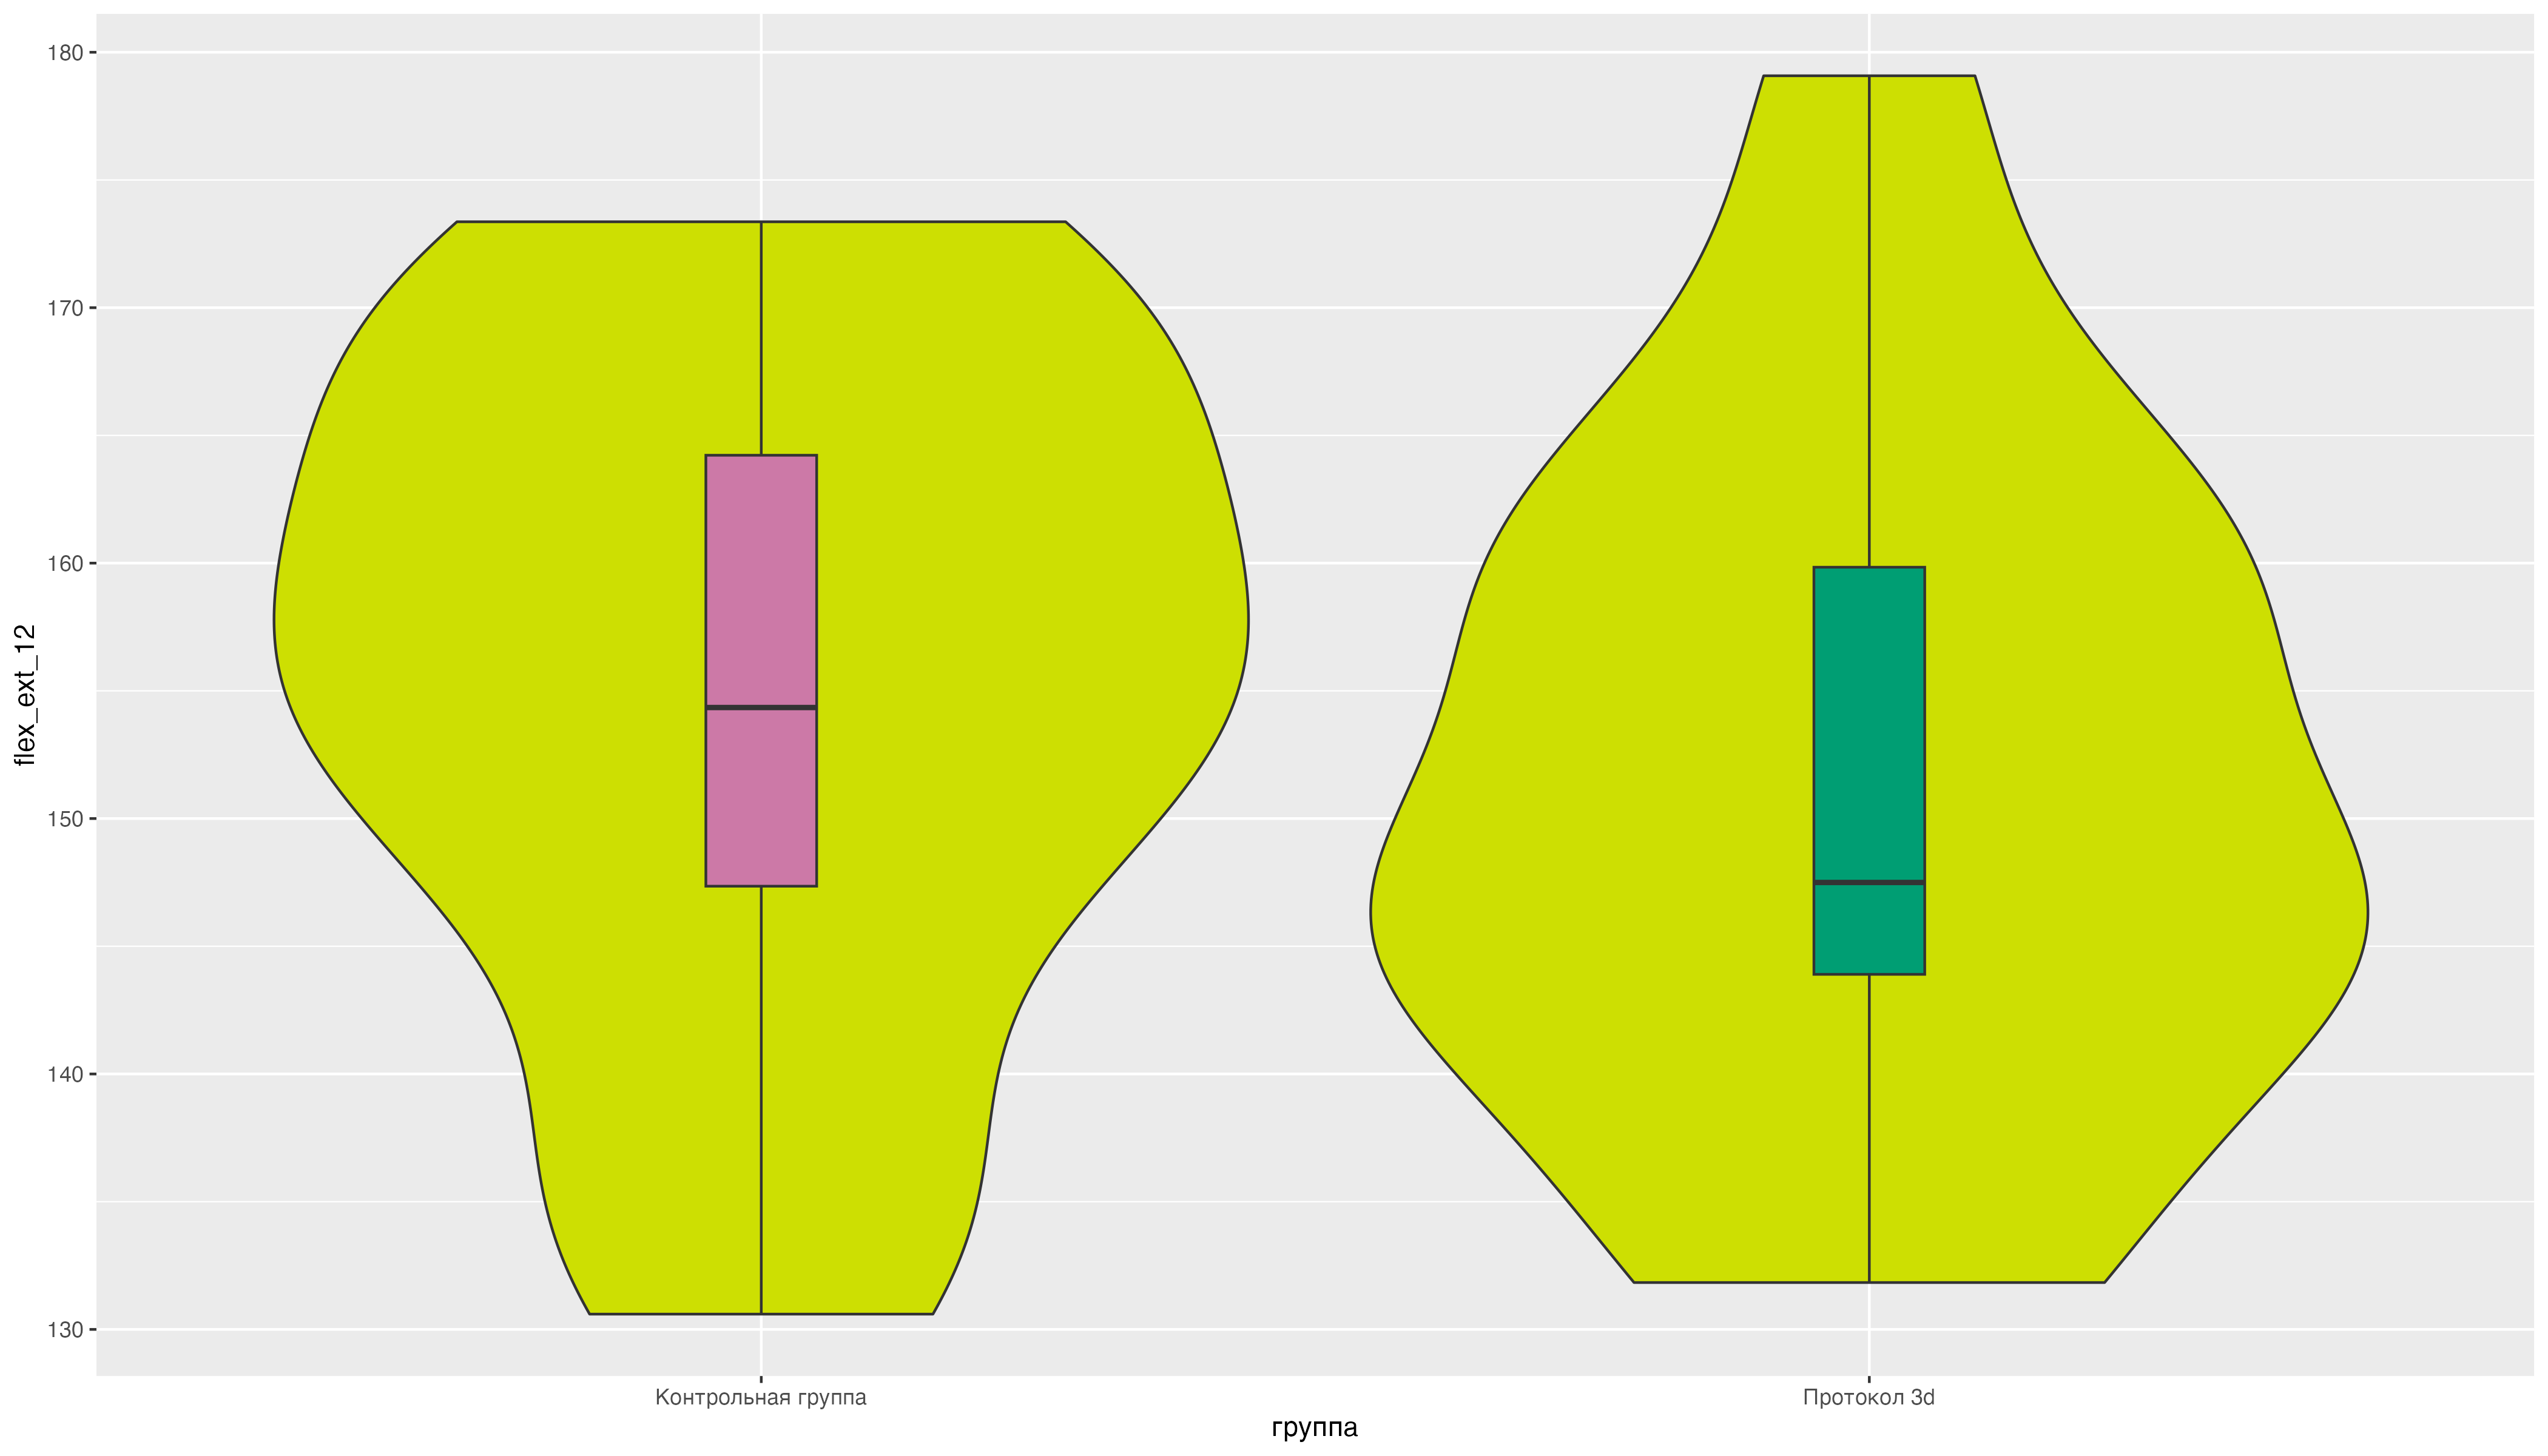 180
170
160
150
140
130
flex_ext_12
Контрольная группа
Протокол 3d
группа